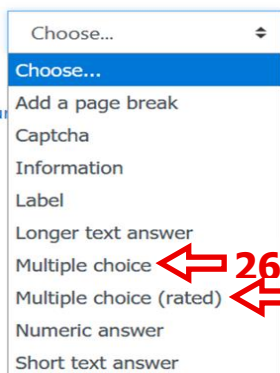 Choose...
Choose...
Add a page break
Captcha
Information
Label
Longer text answer
Multiple choice 26
Multiple choice (rated)
Numeric answer
Short text answer